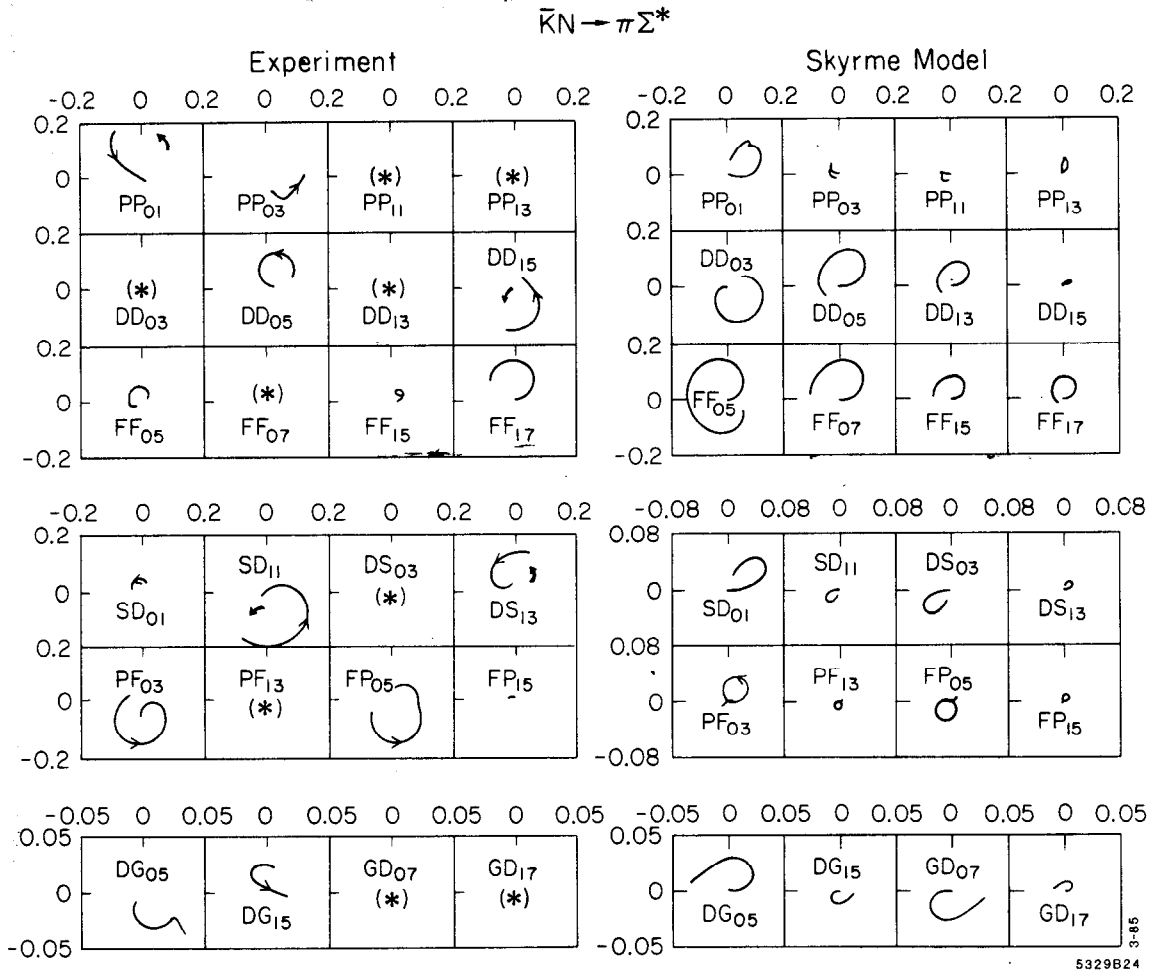 K̄N → πΣ*
Experiment
Skyrme Model
-0.2 0 0.2 0 0.2 0 0.2 0 0.2
0.2
0
0.2
0
0.2
0
-0.2
PP01 PP03 (*) PP11 (*) PP13
(*) DD03 DD05 (*) DD13 DD15
FF05 (*) FF07 FF15 FF17
-0.2 0 0.2 0 0.2 0 0.2 0 0.2
0.2
0
0.2
0
0.2
0
-0.2
PP01 PP03 PP11 PP13
DD03 DD05 DD13 DD15
FF05 FF07 FF15 FF17
-0.2 0 0.2 0 0.2 0 0.2 0 0.2
0.2
0
0.2
0
-0.2
SD01 SD11 DS03 (*) DS13
PF03 PF13 (*) FP05 FP15
-0.08 0 0.08 0 0.08 0 0.08 0 0.08
0.08
0
0.08
0
-0.08
SD01 SD11 DS03 DS13
PF03 PF13 FP05 FP15
-0.05 0 0.05 0 0.05 0 0.05 0 0.05
0.05
0
-0.05
DG05 DG15 GD07 (*) GD17 (*)
-0.05 0 0.05 0 0.05 0 0.05 0 0.05
0.05
0
-0.05
DG05 DG15 GD07 GD17
3-85
5329B24